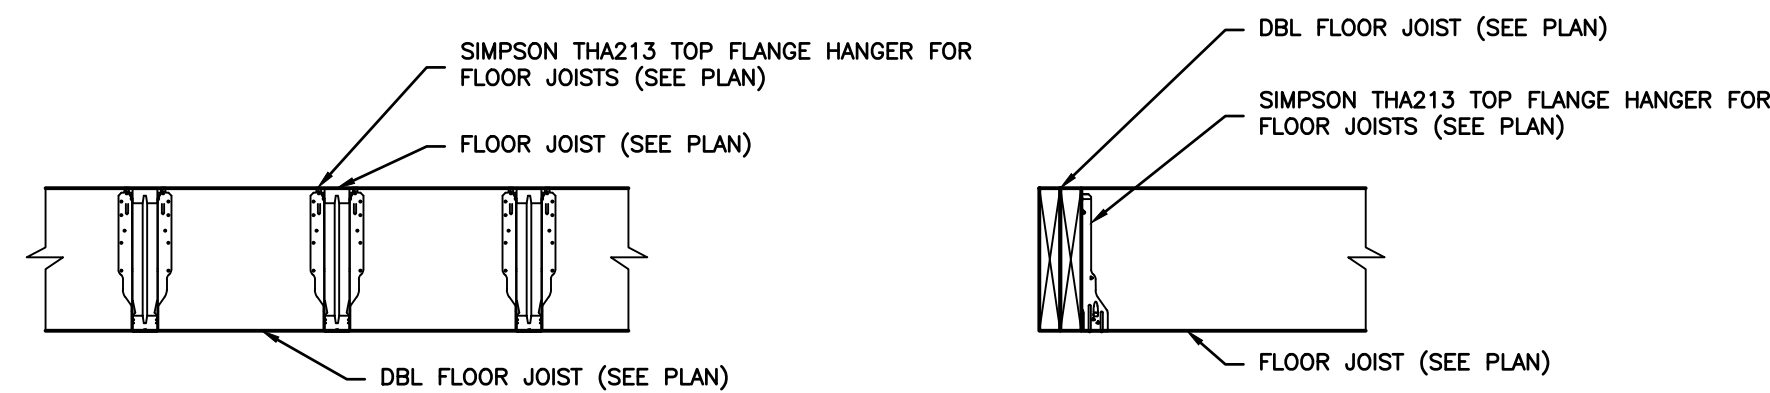 SIMPSON THA213 TOP FLANGE HANGER FOR
FLOOR JOISTS (SEE PLAN)
FLOOR JOIST (SEE PLAN)
DBL FLOOR JOIST (SEE PLAN)
DBL FLOOR JOIST (SEE PLAN)
SIMPSON THA213 TOP FLANGE HANGER FOR
FLOOR JOISTS (SEE PLAN)
FLOOR JOIST (SEE PLAN)